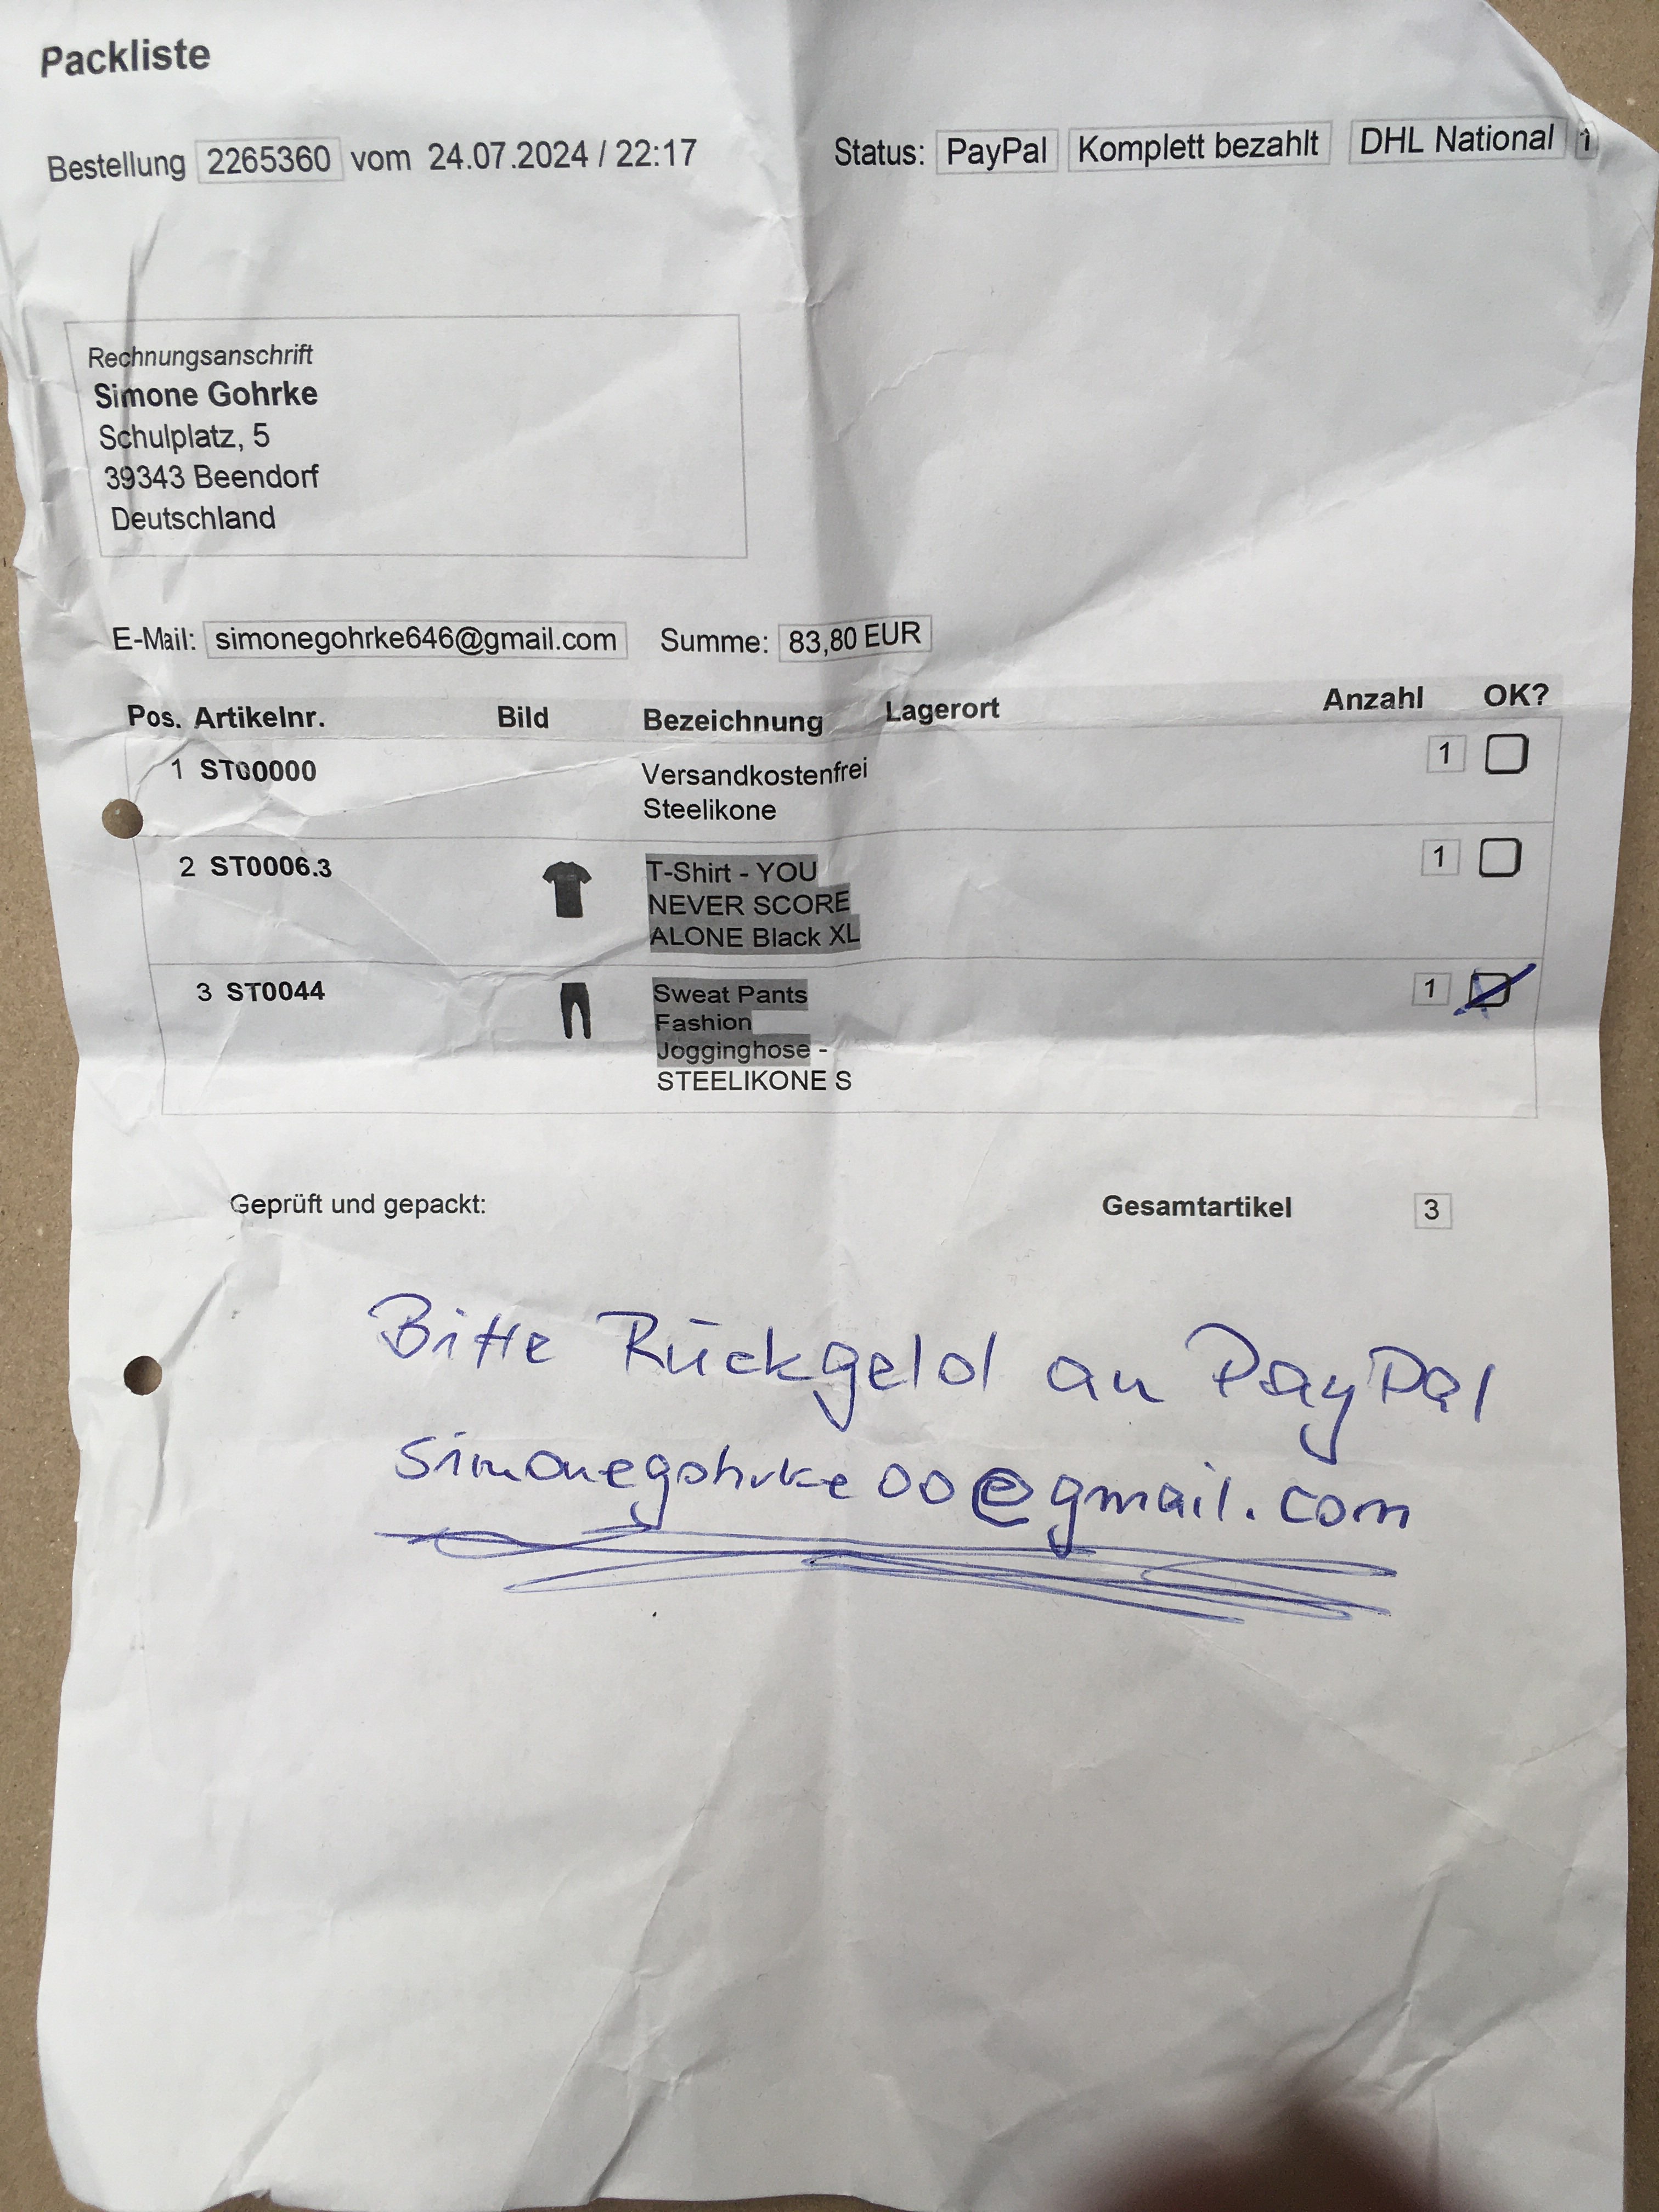 Packliste
Bestellung 2265360 vom 24.07.2024 / 22:17 Status: PayPal Komplett bezahlt DHL National 1
Rechnungsanschrift
Simone Gohrke
Schulplatz, 5
39343 Beendorf
Deutschland
E-Mail: simonegohrke646@gmail.com Summe: 83,80 EUR
Pos. Artikelnr. Bild Bezeichnung Lagerort Anzahl OK?
1 ST00000 Versandkostenfrei 1
Steelikone
2 ST0006.3 T-Shirt - YOU 1
NEVER SCORE
ALONE Black XL
3 ST0044 Sweat Pants 1
Fashion
Jogginghose -
STEELIKONE S
Geprüft und gepackt: Gesamtartikel 3
Bitte Rückgeld an PayPal
simonegohrke00@gmail.com